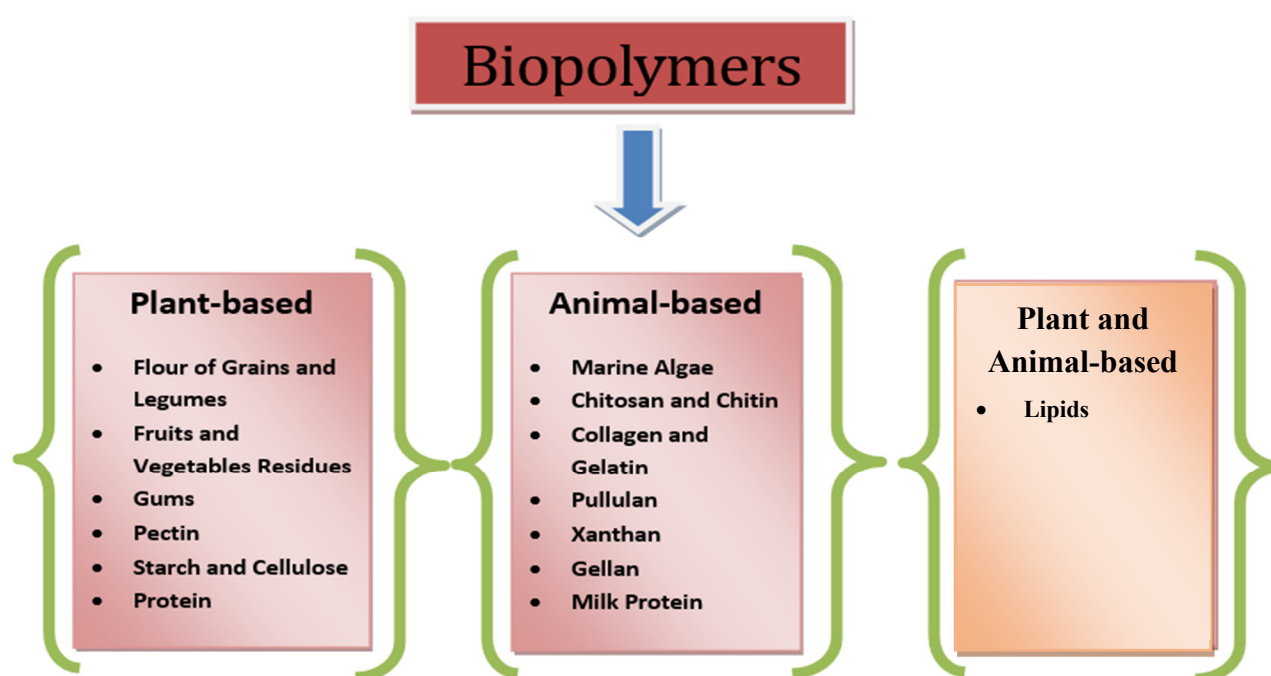 Biopolymers
Plant-based
• Flour of Grains and
Legumes
• Fruits and
Vegetables Residues
• Gums
• Pectin
• Starch and Cellulose
• Protein
Animal-based
• Marine Algae
• Chitosan and Chitin
• Collagen and
Gelatin
• Pullulan
• Xanthan
• Gellan
• Milk Protein
Plant and
Animal-based
• Lipids